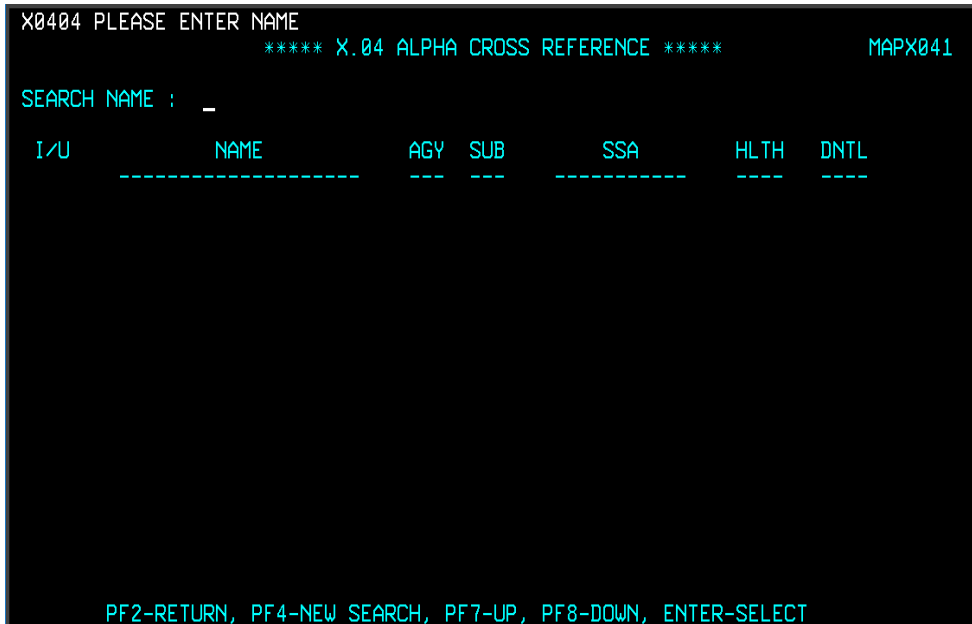 X0404 PLEASE ENTER NAME
***** X.04 ALPHA CROSS REFERENCE ***** MAPX041
SEARCH NAME : _
I/U NAME AGY SUB SSA HLTH DNTL
-------------------- --- --- ----------- ---- ----
PF2-RETURN, PF4-NEW SEARCH, PF7-UP, PF8-DOWN, ENTER-SELECT